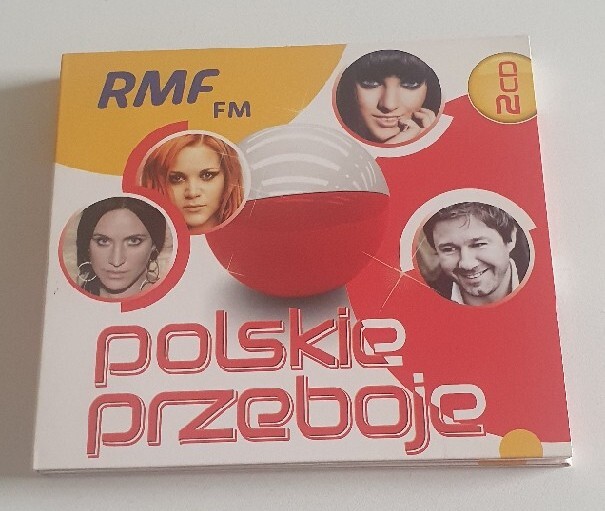 RMF
FM
2CD
polskie
przeboje